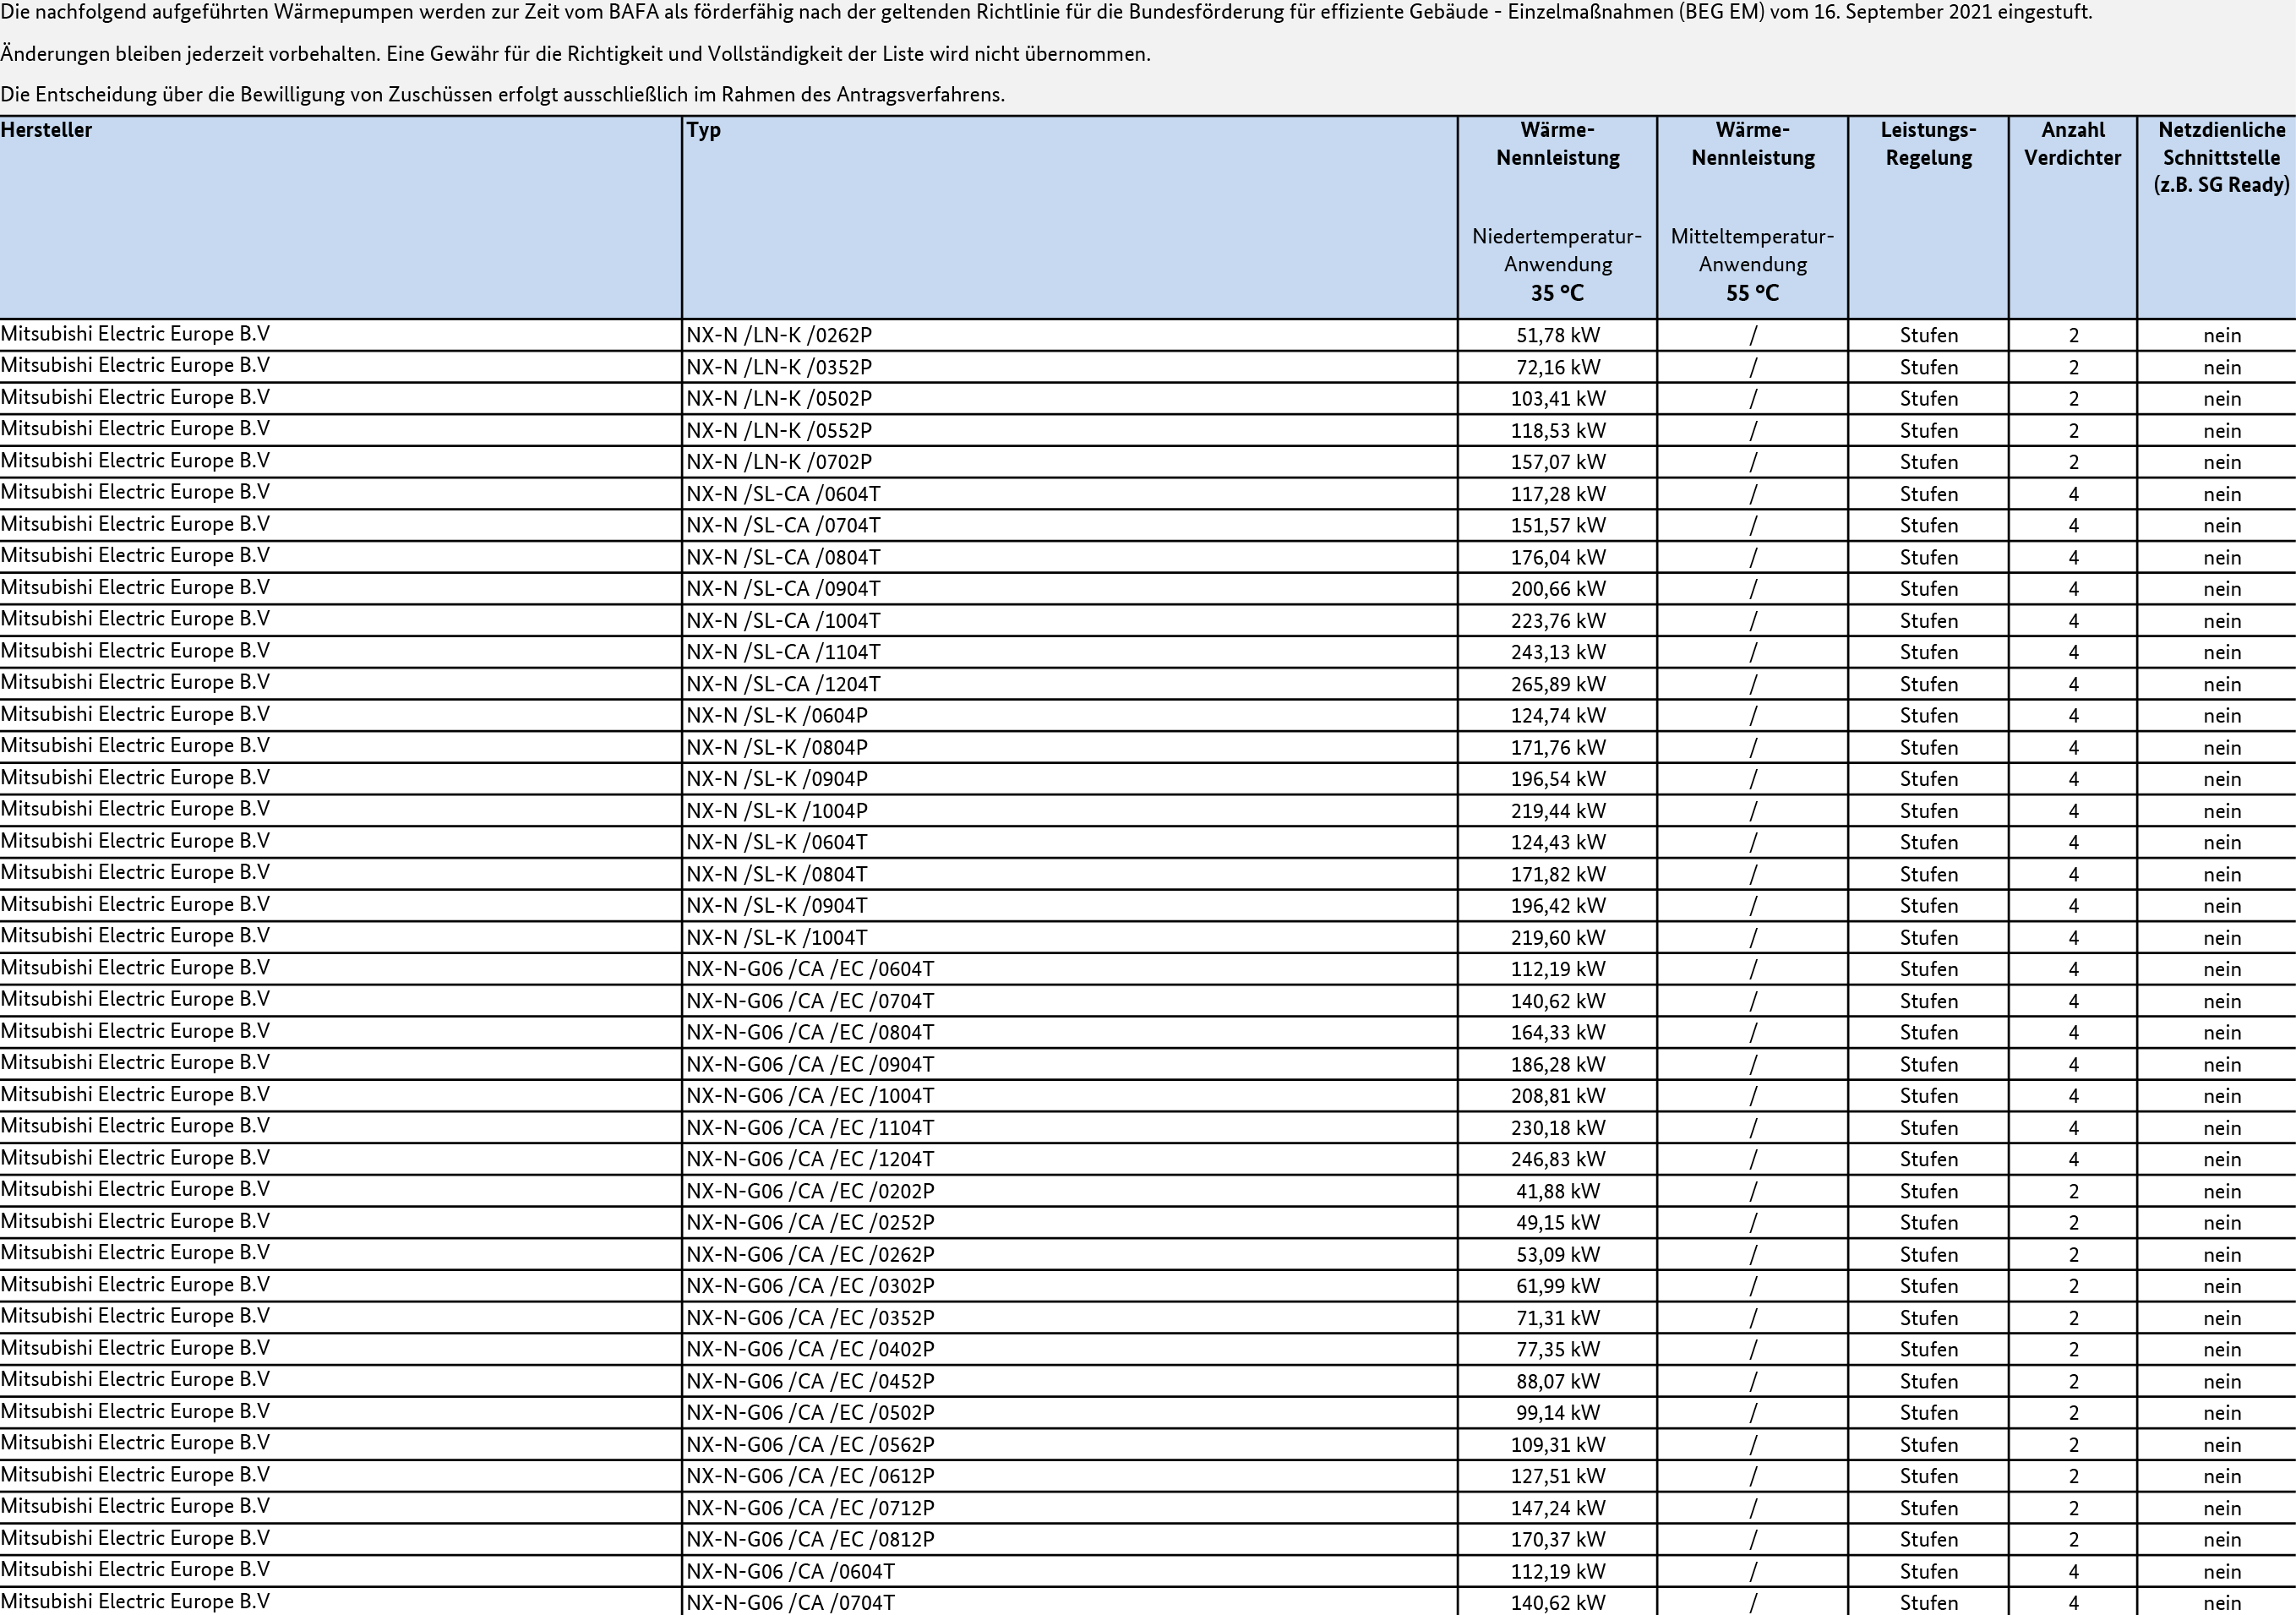 Die nachfolgend aufgeführten Wärmepumpen werden zur Zeit vom BAFA als förderfähig nach der geltenden Richtlinie für die Bundesförderung für effiziente Gebäude - Einzelmaßnahmen (BEG EM) vom 16. September 2021 eingestuft.
Änderungen bleiben jederzeit vorbehalten. Eine Gewähr für die Richtigkeit und Vollständigkeit der Liste wird nicht übernommen.
Die Entscheidung über die Bewilligung von Zuschüssen erfolgt ausschließlich im Rahmen des Antragsverfahrens.
Hersteller Typ Wärme- Wärme- Leistungs- Anzahl Netzdienliche
Nennleistung Nennleistung Regelung Verdichter Schnittstelle
(z.B. SG Ready)
Niedertemperatur- Mitteltemperatur-
Anwendung Anwendung
35 °C 55 °C
Mitsubishi Electric Europe B.V NX-N /LN-K /0262P 51,78 kW / Stufen 2 nein
Mitsubishi Electric Europe B.V NX-N /LN-K /0352P 72,16 kW / Stufen 2 nein
Mitsubishi Electric Europe B.V NX-N /LN-K /0502P 103,41 kW / Stufen 2 nein
Mitsubishi Electric Europe B.V NX-N /LN-K /0552P 118,53 kW / Stufen 2 nein
Mitsubishi Electric Europe B.V NX-N /LN-K /0702P 157,07 kW / Stufen 2 nein
Mitsubishi Electric Europe B.V NX-N /SL-CA /0604T 117,28 kW / Stufen 4 nein
Mitsubishi Electric Europe B.V NX-N /SL-CA /0704T 151,57 kW / Stufen 4 nein
Mitsubishi Electric Europe B.V NX-N /SL-CA /0804T 176,04 kW / Stufen 4 nein
Mitsubishi Electric Europe B.V NX-N /SL-CA /0904T 200,66 kW / Stufen 4 nein
Mitsubishi Electric Europe B.V NX-N /SL-CA /1004T 223,76 kW / Stufen 4 nein
Mitsubishi Electric Europe B.V NX-N /SL-CA /1104T 243,13 kW / Stufen 4 nein
Mitsubishi Electric Europe B.V NX-N /SL-CA /1204T 265,89 kW / Stufen 4 nein
Mitsubishi Electric Europe B.V NX-N /SL-K /0604P 124,74 kW / Stufen 4 nein
Mitsubishi Electric Europe B.V NX-N /SL-K /0804P 171,76 kW / Stufen 4 nein
Mitsubishi Electric Europe B.V NX-N /SL-K /0904P 196,54 kW / Stufen 4 nein
Mitsubishi Electric Europe B.V NX-N /SL-K /1004P 219,44 kW / Stufen 4 nein
Mitsubishi Electric Europe B.V NX-N /SL-K /0604T 124,43 kW / Stufen 4 nein
Mitsubishi Electric Europe B.V NX-N /SL-K /0804T 171,82 kW / Stufen 4 nein
Mitsubishi Electric Europe B.V NX-N /SL-K /0904T 196,42 kW / Stufen 4 nein
Mitsubishi Electric Europe B.V NX-N /SL-K /1004T 219,60 kW / Stufen 4 nein
Mitsubishi Electric Europe B.V NX-N-G06 /CA /EC /0604T 112,19 kW / Stufen 4 nein
Mitsubishi Electric Europe B.V NX-N-G06 /CA /EC /0704T 140,62 kW / Stufen 4 nein
Mitsubishi Electric Europe B.V NX-N-G06 /CA /EC /0804T 164,33 kW / Stufen 4 nein
Mitsubishi Electric Europe B.V NX-N-G06 /CA /EC /0904T 186,28 kW / Stufen 4 nein
Mitsubishi Electric Europe B.V NX-N-G06 /CA /EC /1004T 208,81 kW / Stufen 4 nein
Mitsubishi Electric Europe B.V NX-N-G06 /CA /EC /1104T 230,18 kW / Stufen 4 nein
Mitsubishi Electric Europe B.V NX-N-G06 /CA /EC /1204T 246,83 kW / Stufen 4 nein
Mitsubishi Electric Europe B.V NX-N-G06 /CA /EC /0202P 41,88 kW / Stufen 2 nein
Mitsubishi Electric Europe B.V NX-N-G06 /CA /EC /0252P 49,15 kW / Stufen 2 nein
Mitsubishi Electric Europe B.V NX-N-G06 /CA /EC /0262P 53,09 kW / Stufen 2 nein
Mitsubishi Electric Europe B.V NX-N-G06 /CA /EC /0302P 61,99 kW / Stufen 2 nein
Mitsubishi Electric Europe B.V NX-N-G06 /CA /EC /0352P 71,31 kW / Stufen 2 nein
Mitsubishi Electric Europe B.V NX-N-G06 /CA /EC /0402P 77,35 kW / Stufen 2 nein
Mitsubishi Electric Europe B.V NX-N-G06 /CA /EC /0452P 88,07 kW / Stufen 2 nein
Mitsubishi Electric Europe B.V NX-N-G06 /CA /EC /0502P 99,14 kW / Stufen 2 nein
Mitsubishi Electric Europe B.V NX-N-G06 /CA /EC /0562P 109,31 kW / Stufen 2 nein
Mitsubishi Electric Europe B.V NX-N-G06 /CA /EC /0612P 127,51 kW / Stufen 2 nein
Mitsubishi Electric Europe B.V NX-N-G06 /CA /EC /0712P 147,24 kW / Stufen 2 nein
Mitsubishi Electric Europe B.V NX-N-G06 /CA /EC /0812P 170,37 kW / Stufen 2 nein
Mitsubishi Electric Europe B.V NX-N-G06 /CA /0604T 112,19 kW / Stufen 4 nein
Mitsubishi Electric Europe B.V NX-N-G06 /CA /0704T 140,62 kW / Stufen 4 nein